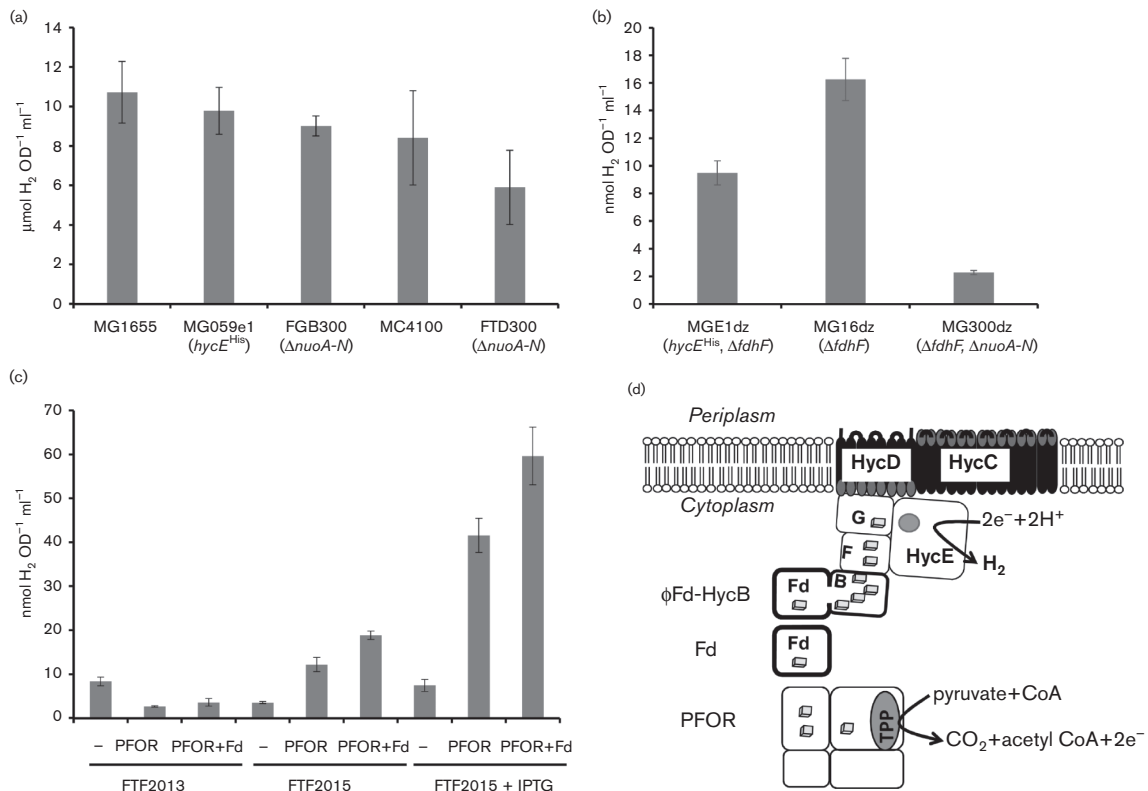 (a)
μmol H₂ OD⁻¹ ml⁻¹
14
12
10
8
6
4
2
0
MG1655
MG059e1
(hycEᴴⁱˢ)
FGB300
(ΔnuoA-N)
MC4100
FTD300
(ΔnuoA-N)
(b)
nmol H₂ OD⁻¹ ml⁻¹
20
18
16
14
12
10
8
6
4
2
0
MGE1dz
(hycEᴴⁱˢ, ΔfdhF)
MG16dz
(ΔfdhF)
MG300dz
(ΔfdhF, ΔnuoA-N)
(c)
nmol H₂ OD⁻¹ ml⁻¹
70
60
50
40
30
20
10
0
– PFOR PFOR+Fd – PFOR PFOR+Fd – PFOR PFOR+Fd
FTF2013 FTF2015 FTF2015 + IPTG
(d)
Periplasm
HycD HycC
Cytoplasm
G
2e⁻+2H⁺
F
HycE
H₂
ϕFd-HycB
Fd
B
Fd
Fd
PFOR
TPP
pyruvate+CoA
CO₂+acetyl CoA+2e⁻